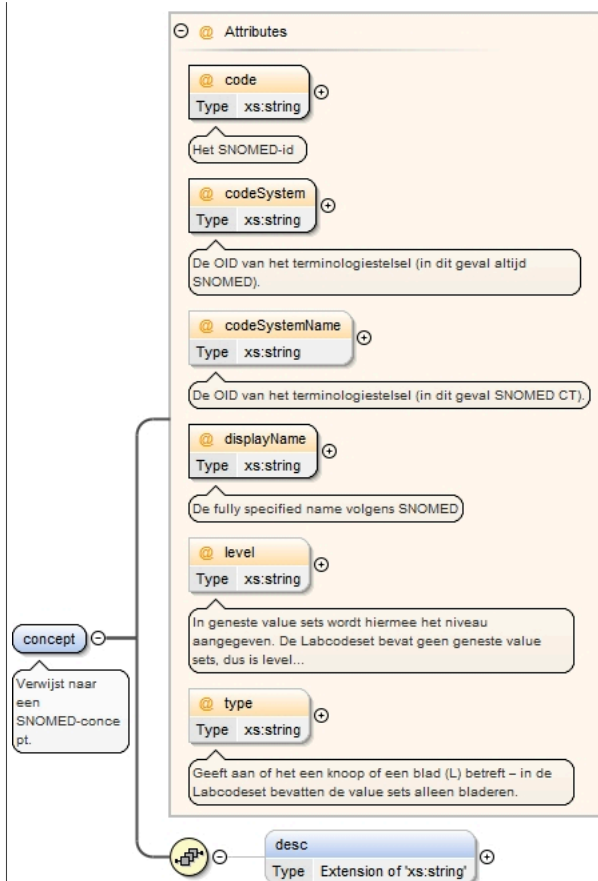 @ Attributes
@ code
Type xs:string
Het SNOMED-id
@ codeSystem
Type xs:string
De OID van het terminologiestelsel (in dit geval altijd
SNOMED).
@ codeSystemName
Type xs:string
De OID van het terminologiestelsel (in dit geval SNOMED CT).
@ displayName
Type xs:string
De fully specified name volgens SNOMED
@ level
Type xs:string
In geneste value sets wordt hiermee het niveau
aangegeven. De Labcodeset bevat geen geneste value
sets, dus is level...
concept
Verwijst naar
een
SNOMED-conce
pt.
@ type
Type xs:string
Geeft aan of het een knoop of een blad (L) betreft – in de
Labcodeset bevatten de value sets alleen bladeren.
desc
Type Extension of 'xs:string'